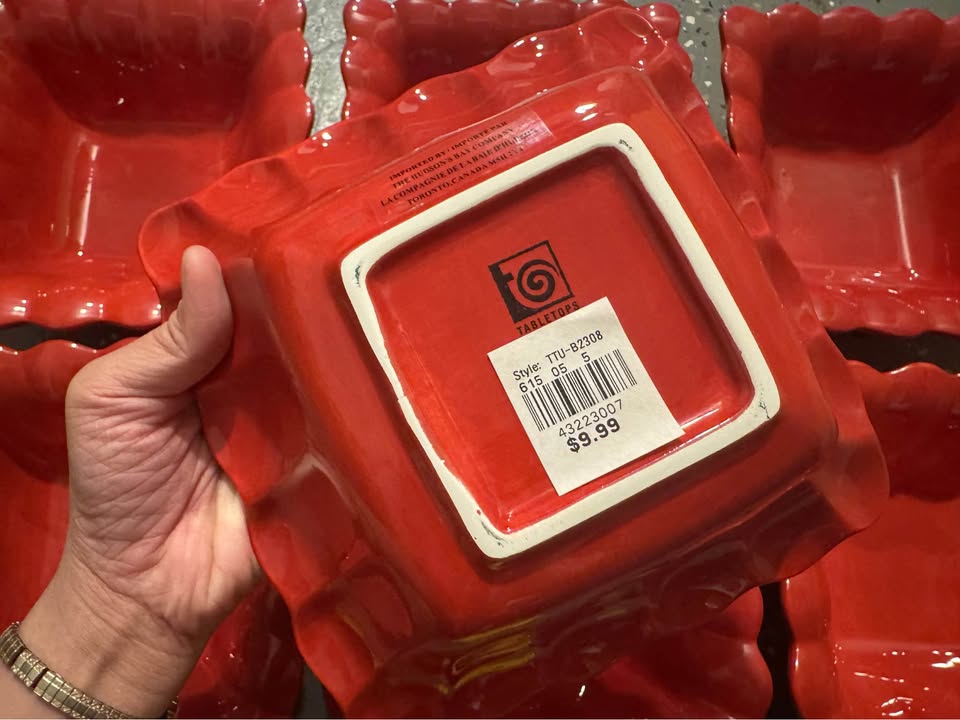 IMPORTED BY / IMPORTÉ PAR
THE HUDSON'S BAY COMPANY
LA COMPAGNIE DE LA BAIE D'HUDSON
TORONTO, CANADA M5H
TABLETOPS
Style: TTU-B2308
615 05 5
43223007
$9.99